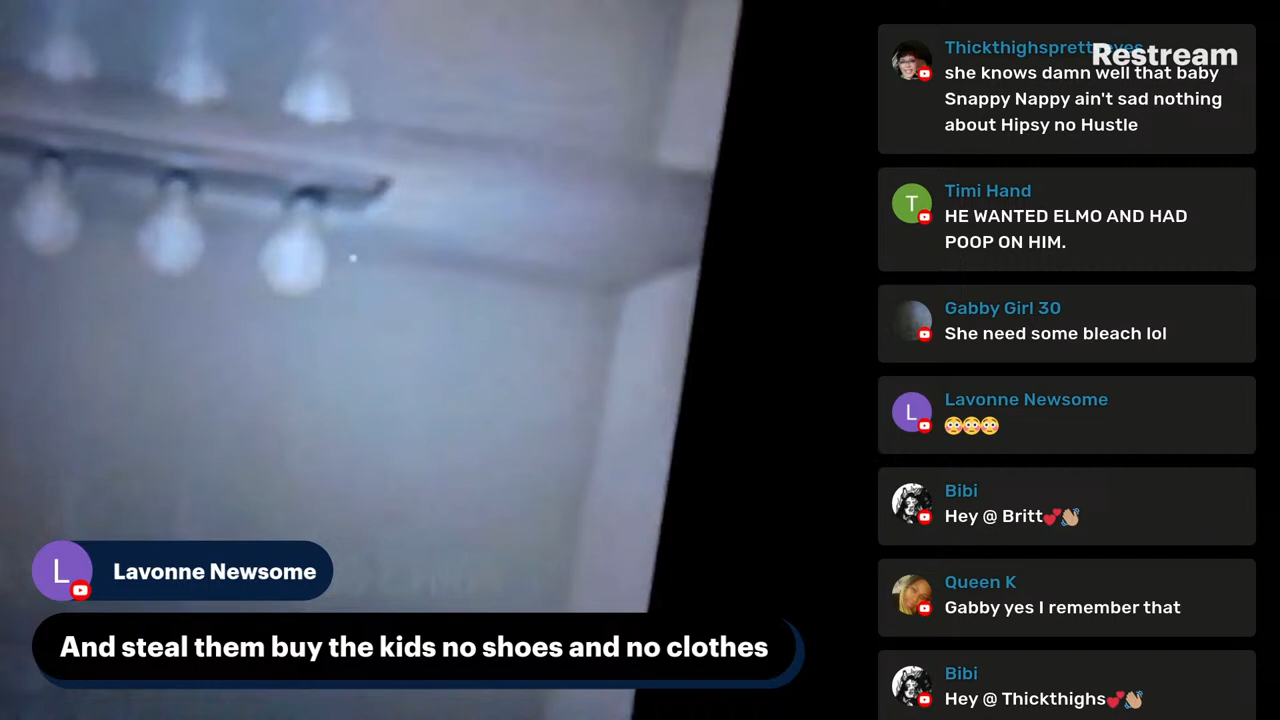 Restream
Thickthighsprettyeyes
she knows damn well that baby
Snappy Nappy ain't sad nothing
about Hipsy no Hustle
T
Timi Hand
HE WANTED ELMO AND HAD
POOP ON HIM.
Gabby Girl 30
She need some bleach lol
L
Lavonne Newsome
😳😳😳
Bibi
Hey @ Britt💕👋🏽
Queen K
Gabby yes I remember that
Bibi
Hey @ Thickthighs💕👋🏽
L
Lavonne Newsome
And steal them buy the kids no shoes and no clothes